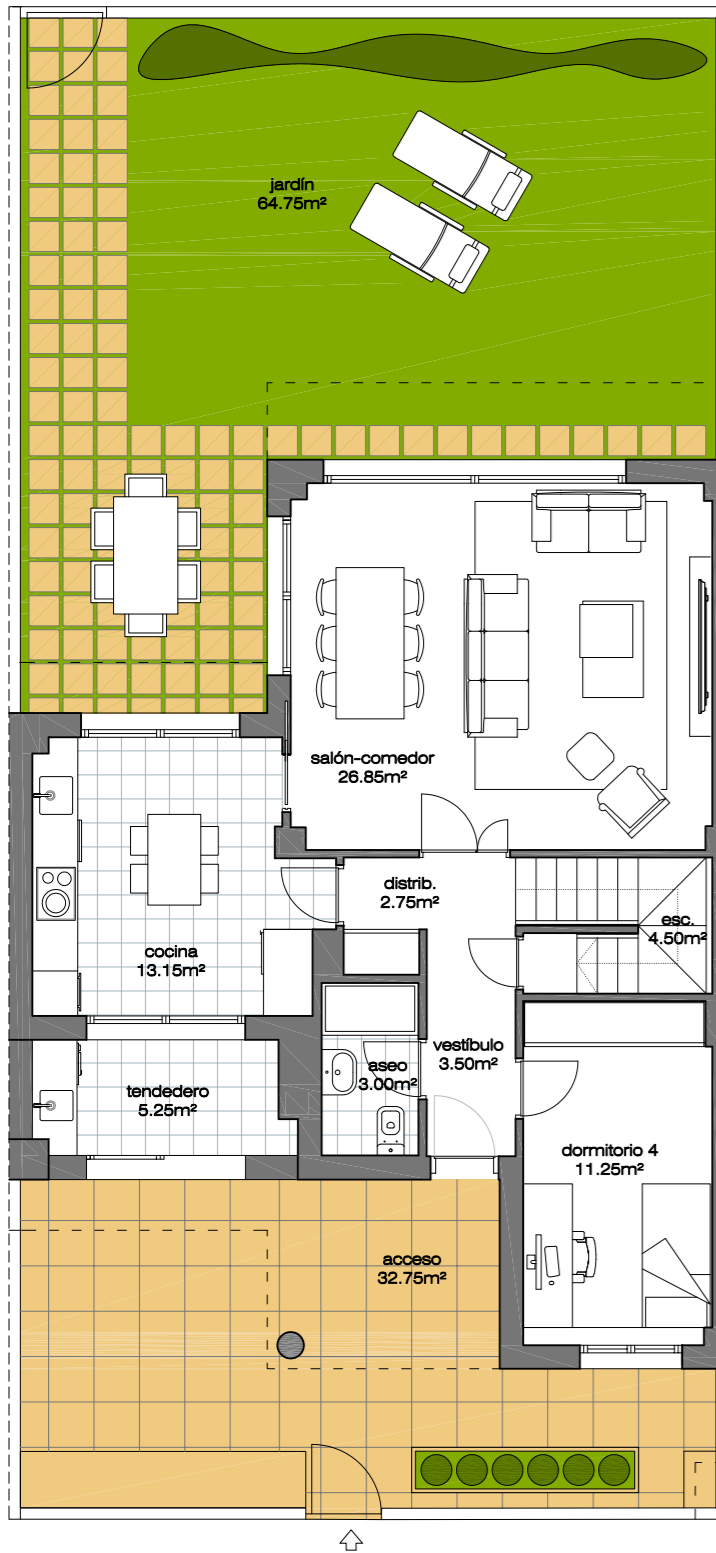 jardín
64.75m²
salón-comedor
26.85m²
distrib.
2.75m²
esc.
4.50m²
cocina
13.15m²
vestíbulo
3.50m²
aseo
3.00m²
tendedero
5.25m²
dormitorio 4
11.25m²
acceso
32.75m²